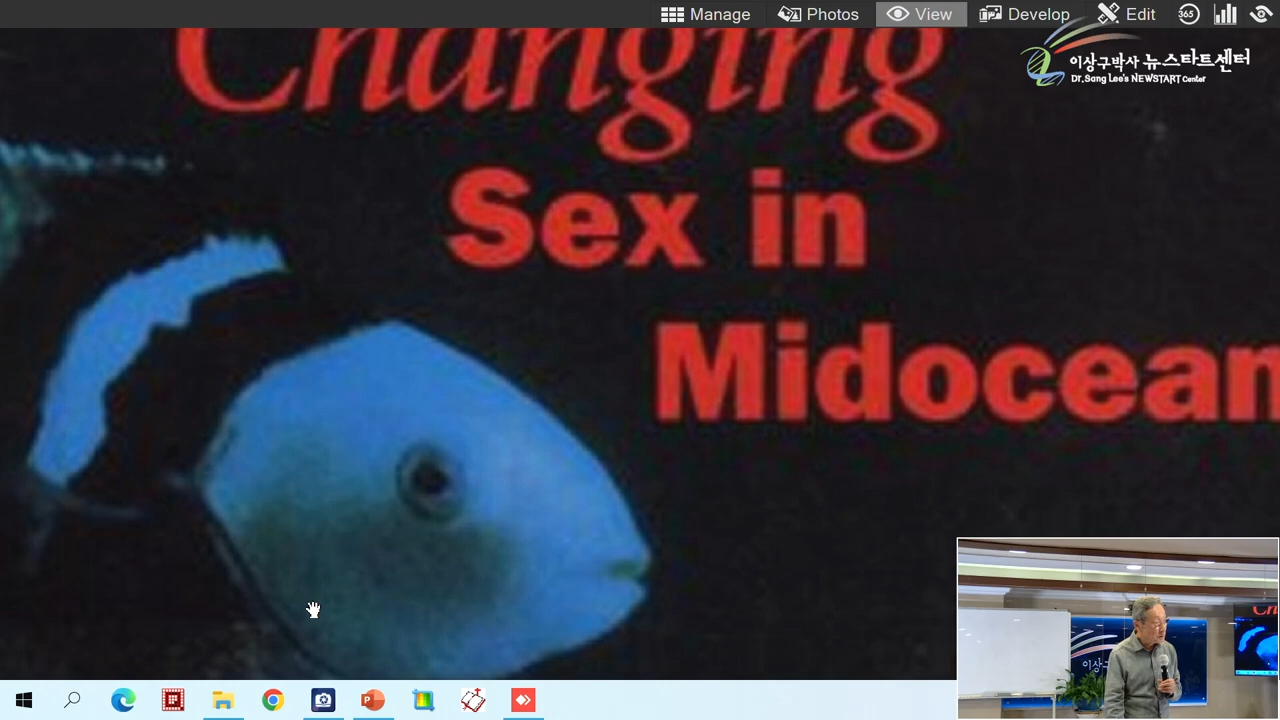 Manage Photos View Develop Edit 365
이상구박사 뉴스타트센터
Dr. Sang Lee's NEWSTART Center
Changing
Sex in
Midocean